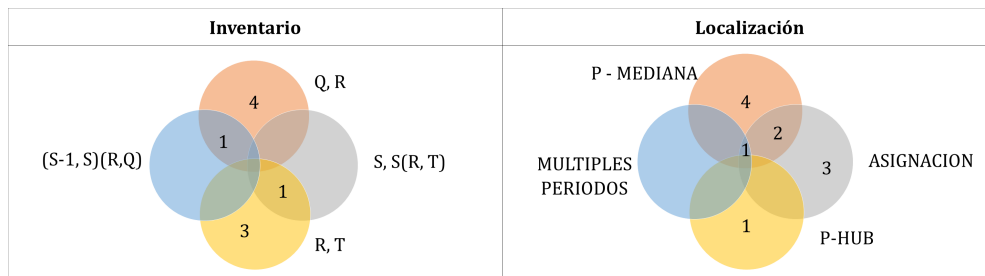 Inventario
Q, R
4
1
(S-1, S)(R,Q)
S, S(R, T)
1
3
R, T
Localización
P - MEDIANA
4
2
1
MULTIPLES
PERIODOS
3
ASIGNACION
1
P-HUB